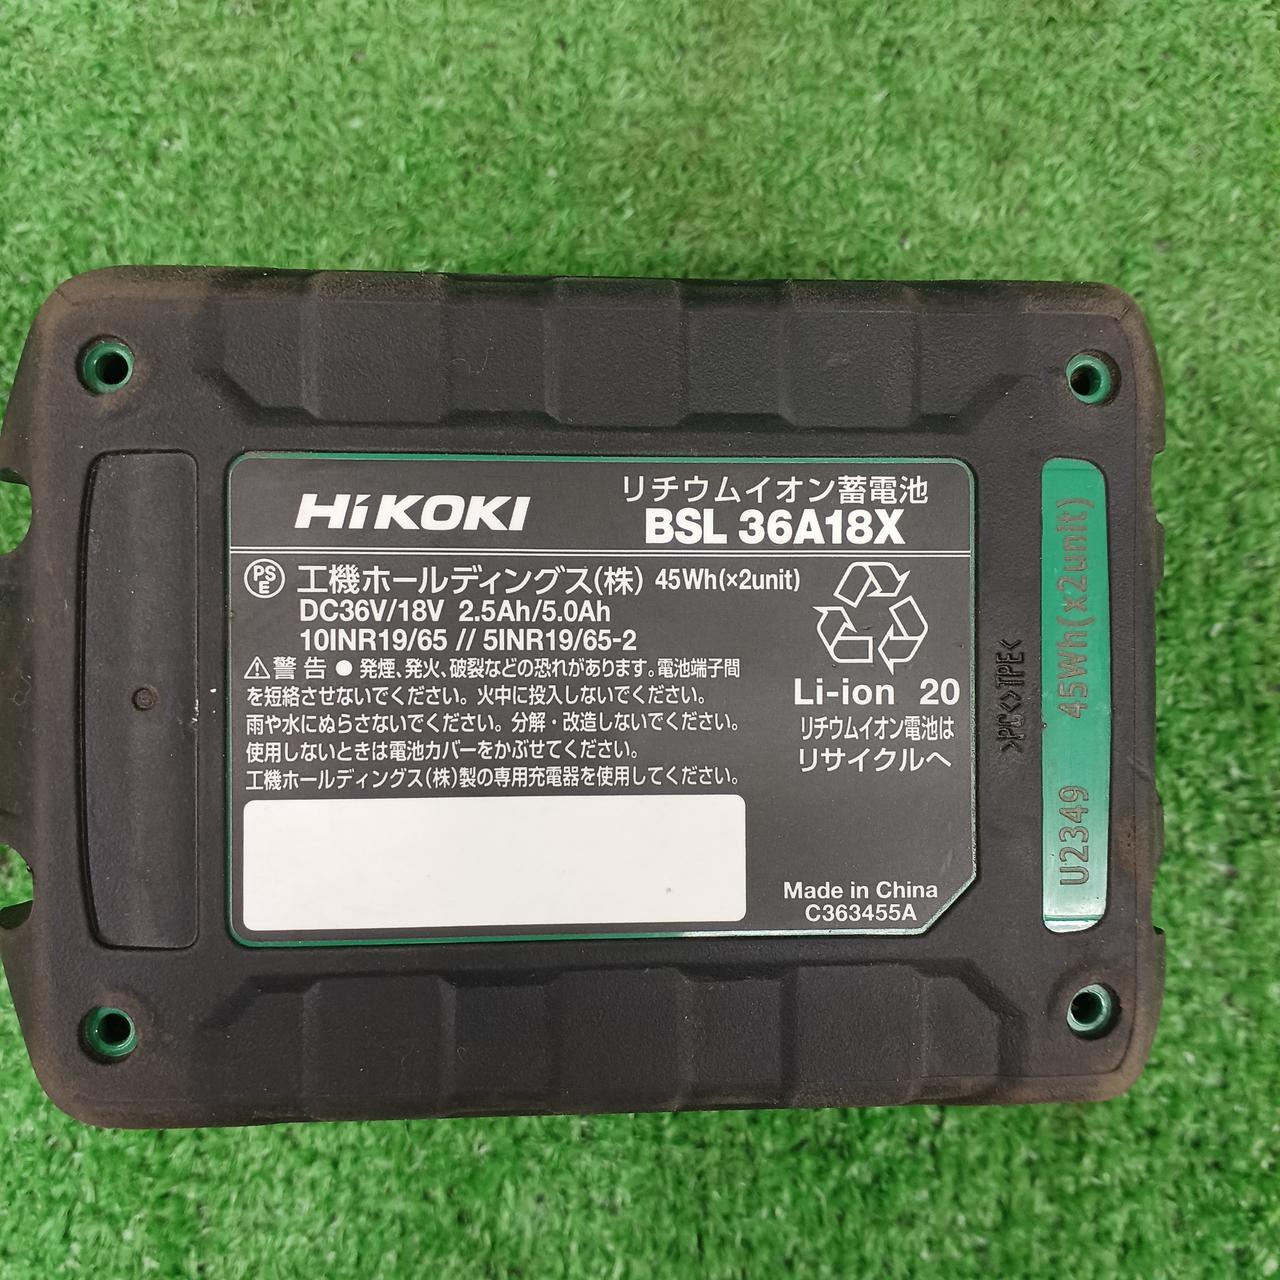 HiKOKI
リチウムイオン蓄電池
BSL 36A18X
PS E 工機ホールディングス(株) 45Wh(×2unit)
DC36V/18V 2.5Ah/5.0Ah
10INR19/65 // 5INR19/65-2
⚠警告 ● 発煙、発火、破裂などの恐れがあります。電池端子間
を短絡させないでください。火中に投入しないでください。
雨や水にぬらさないでください。分解・改造しないでください。
使用しないときは電池カバーをかぶせてください。
工機ホールディングス(株)製の専用充電器を使用してください。
Li-ion 20
リチウムイオン電池は
リサイクルへ
Made in China
C363455A
>PC<>TPE<
U2349 45Wh(x2unit)